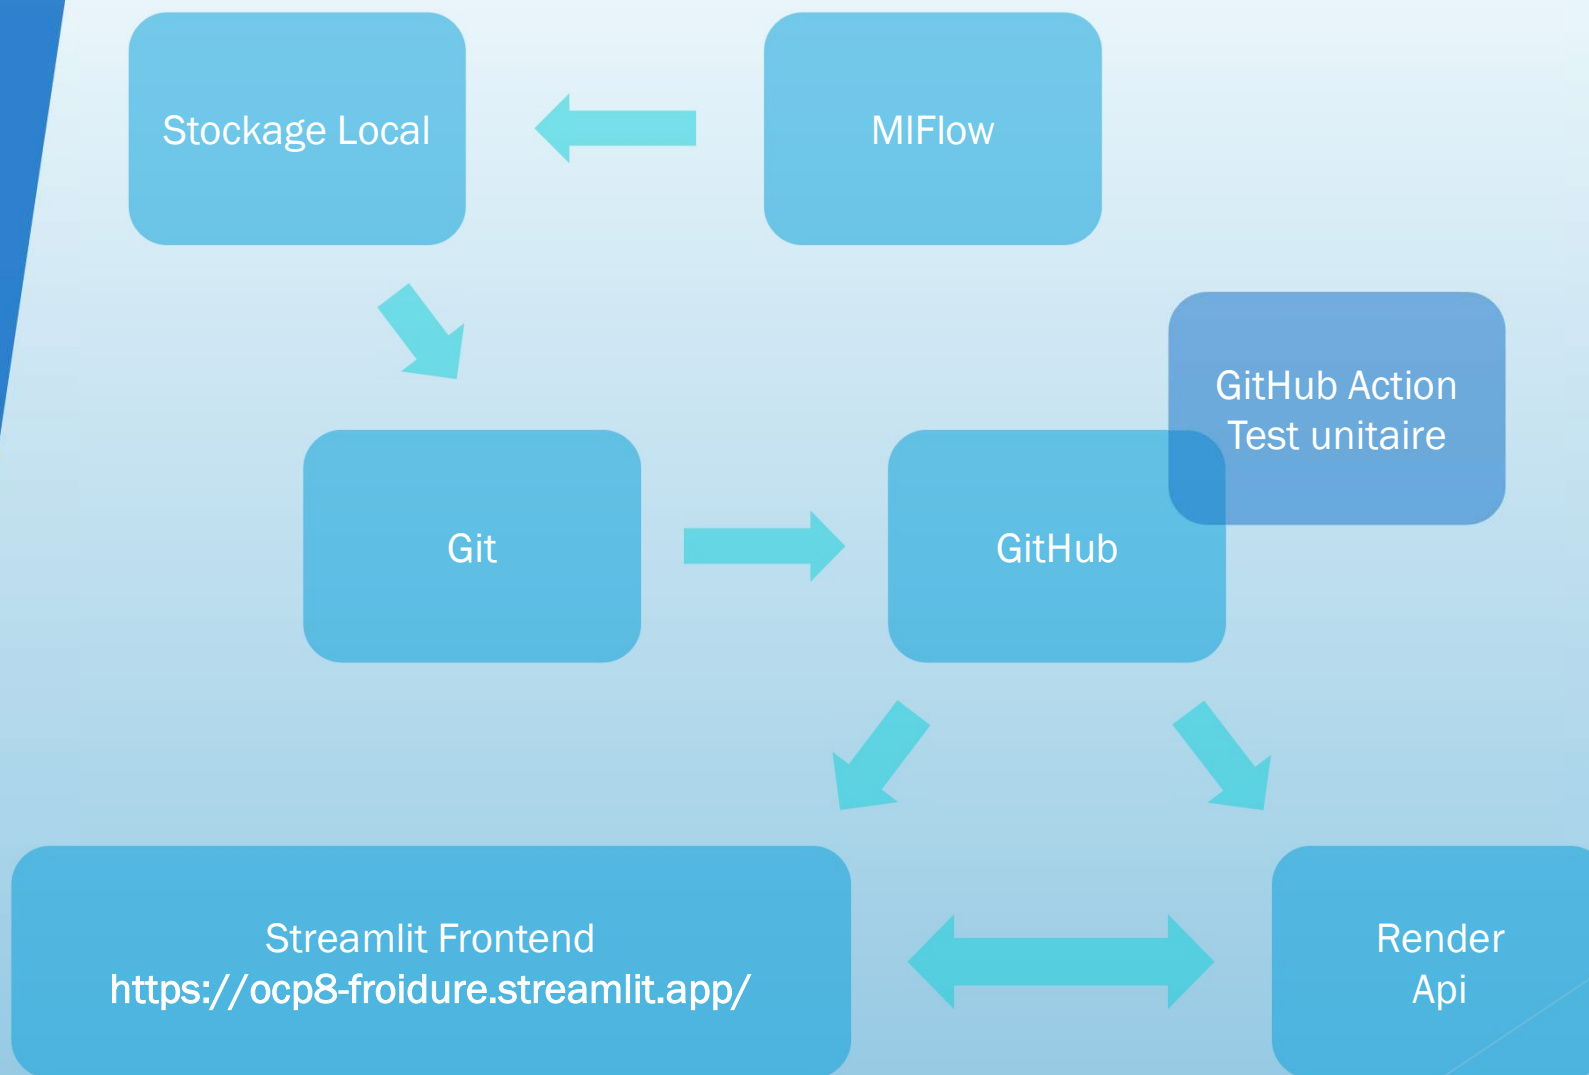 Stockage Local
MlFlow
GitHub Action
Test unitaire
Git
GitHub
Streamlit Frontend
https://ocp8-froidure.streamlit.app/
Render
Api